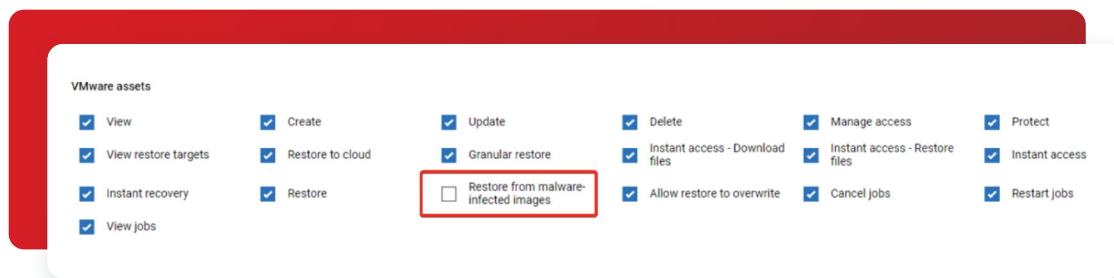 VMware assets
View
Create
Update
Delete
Manage access
Protect
View restore targets
Restore to cloud
Granular restore
Instant access - Download
files
Instant access - Restore
files
Instant access
Instant recovery
Restore
Restore from malware-
infected images
Allow restore to overwrite
Cancel jobs
Restart jobs
View jobs